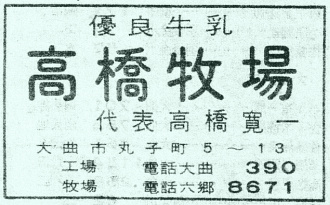 優良牛乳
高橋牧場
代表高橋寛一
大曲市丸子町5～13
工場 電話大曲 390
牧場 電話六郷 8671